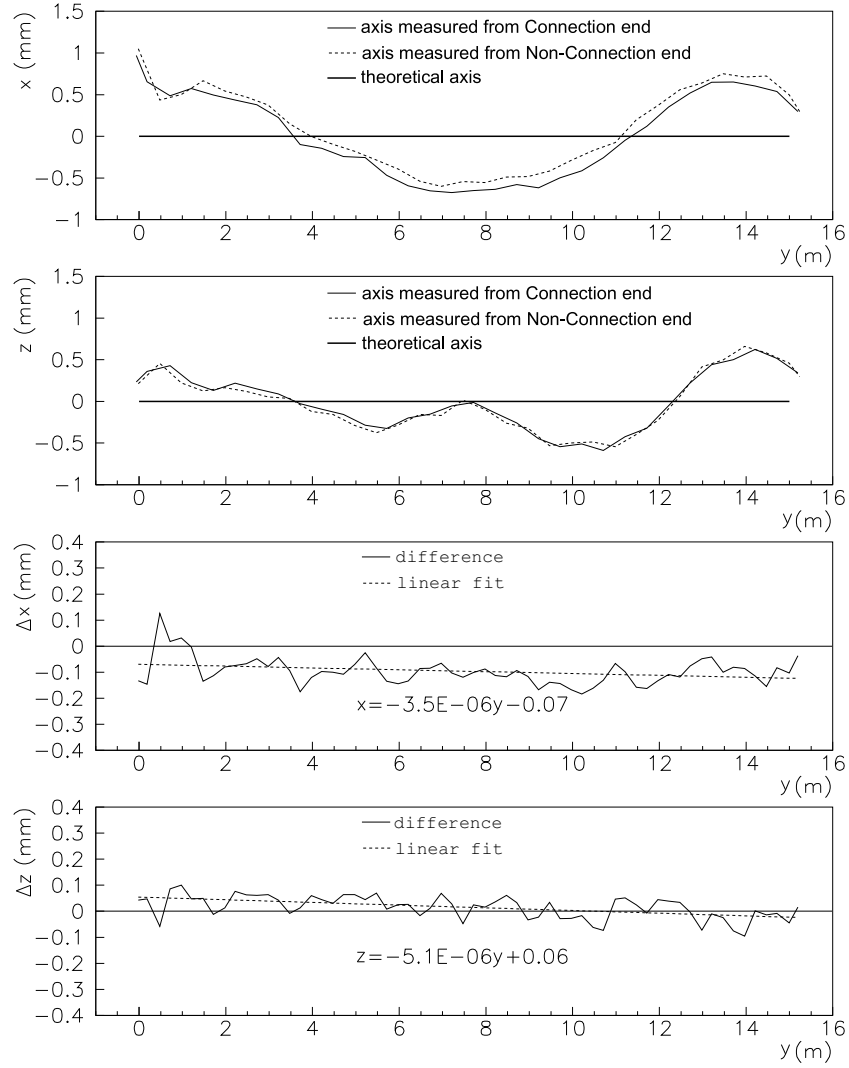 x (mm)
1.5
1
0.5
0
−0.5
−1
axis measured from Connection end
axis measured from Non-Connection end
theoretical axis
0 2 4 6 8 10 12 14 16
y(m)
z (mm)
1.5
1
0.5
0
−0.5
−1
axis measured from Connection end
axis measured from Non-Connection end
theoretical axis
0 2 4 6 8 10 12 14 16
y(m)
Δx (mm)
0.4
0.3
0.2
0.1
0
−0.1
−0.2
−0.3
−0.4
difference
linear fit
x=−3.5E−06y−0.07
0 2 4 6 8 10 12 14 16
y(m)
Δz (mm)
0.4
0.3
0.2
0.1
0
−0.1
−0.2
−0.3
−0.4
difference
linear fit
z=−5.1E−06y+0.06
0 2 4 6 8 10 12 14 16
y(m)